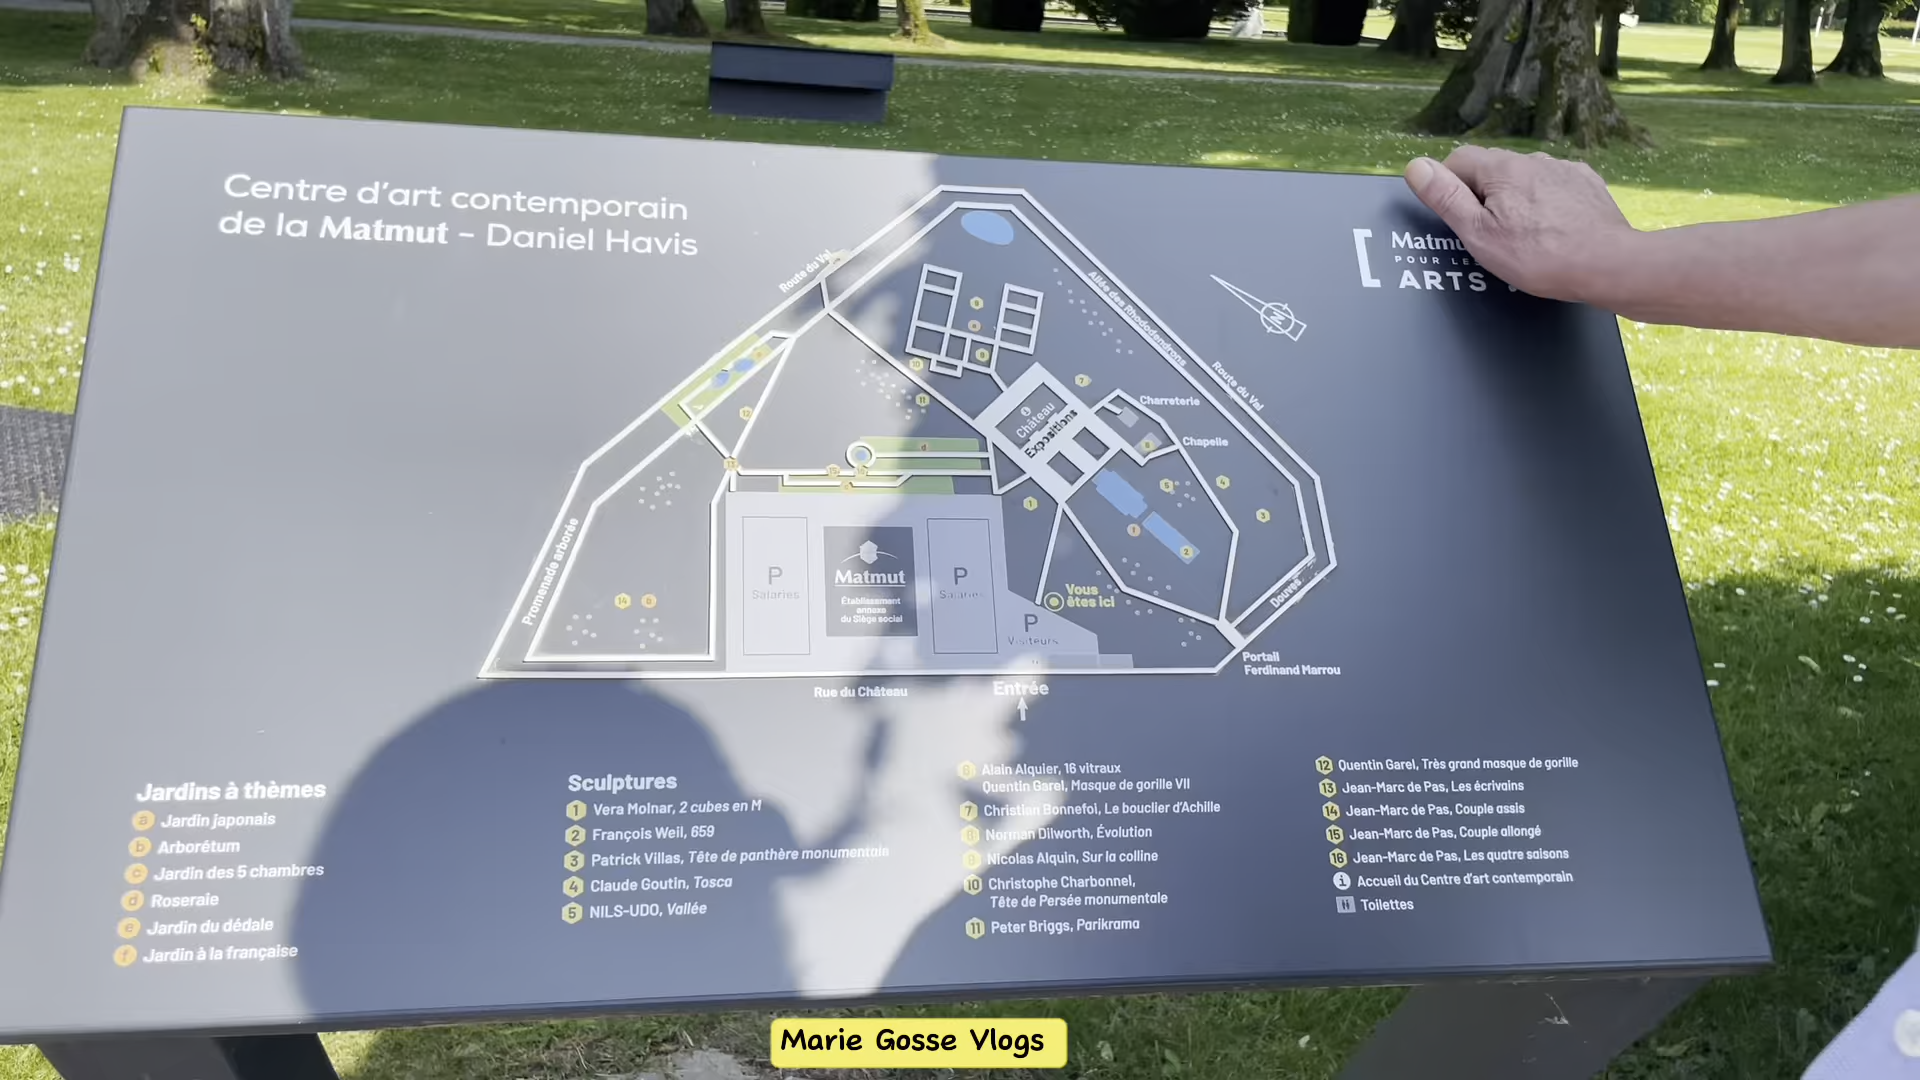 Centre d'art contemporain
de la Matmut - Daniel Havis
Matmu
POUR LE
ARTS
Route du Val
Allée des Rhododendrons
Route du Val
Charreterie
Chapelle
Château
Expositions
Promenade arborée
P
Salariés
Matmut
Établissement
annexe
du Siège social
P
Salariés
Vous
êtes ici
P
Visiteurs
Douves
Portail
Ferdinand Marrou
Rue du Château
Entrée
Jardins à thèmes
a Jardin japonais
b Arborétum
c Jardin des 5 chambres
d Roseraie
e Jardin du dédale
f Jardin à la française
Sculptures
1 Vera Molnar, 2 cubes en M
2 François Weil, 659
3 Patrick Villas, Tête de panthère monumentale
4 Claude Goutin, Tosca
5 NILS-UDO, Vallée
6 Alain Alquier, 16 vitraux
Quentin Garel, Masque de gorille VII
7 Christian Bonnefoi, Le bouclier d'Achille
8 Norman Dilworth, Évolution
9 Nicolas Alquin, Sur la colline
10 Christophe Charbonnel,
Tête de Persée monumentale
11 Peter Briggs, Parikrama
12 Quentin Garel, Très grand masque de gorille
13 Jean-Marc de Pas, Les écrivains
14 Jean-Marc de Pas, Couple assis
15 Jean-Marc de Pas, Couple allongé
16 Jean-Marc de Pas, Les quatre saisons
i Accueil du Centre d'art contemporain
Toilettes
Marie Gosse Vlogs